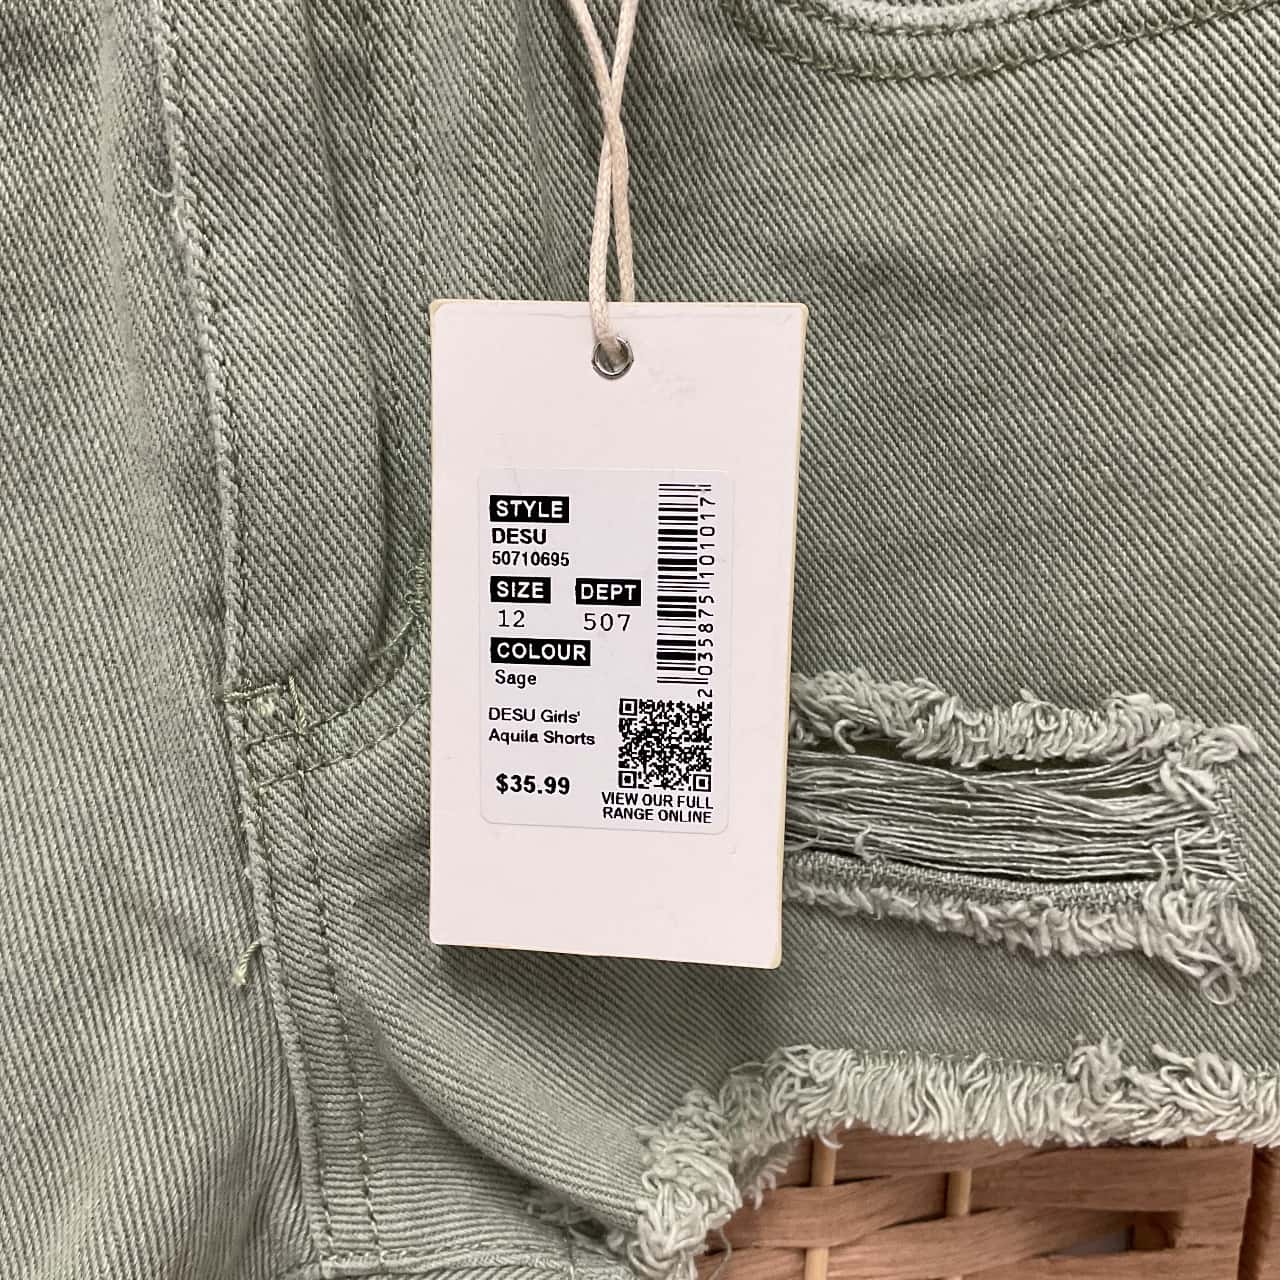 STYLE
DESU
50710695
SIZE DEPT
12 507
COLOUR
Sage
DESU Girls'
Aquila Shorts
$35.99
VIEW OUR FULL
RANGE ONLINE
2035875101017